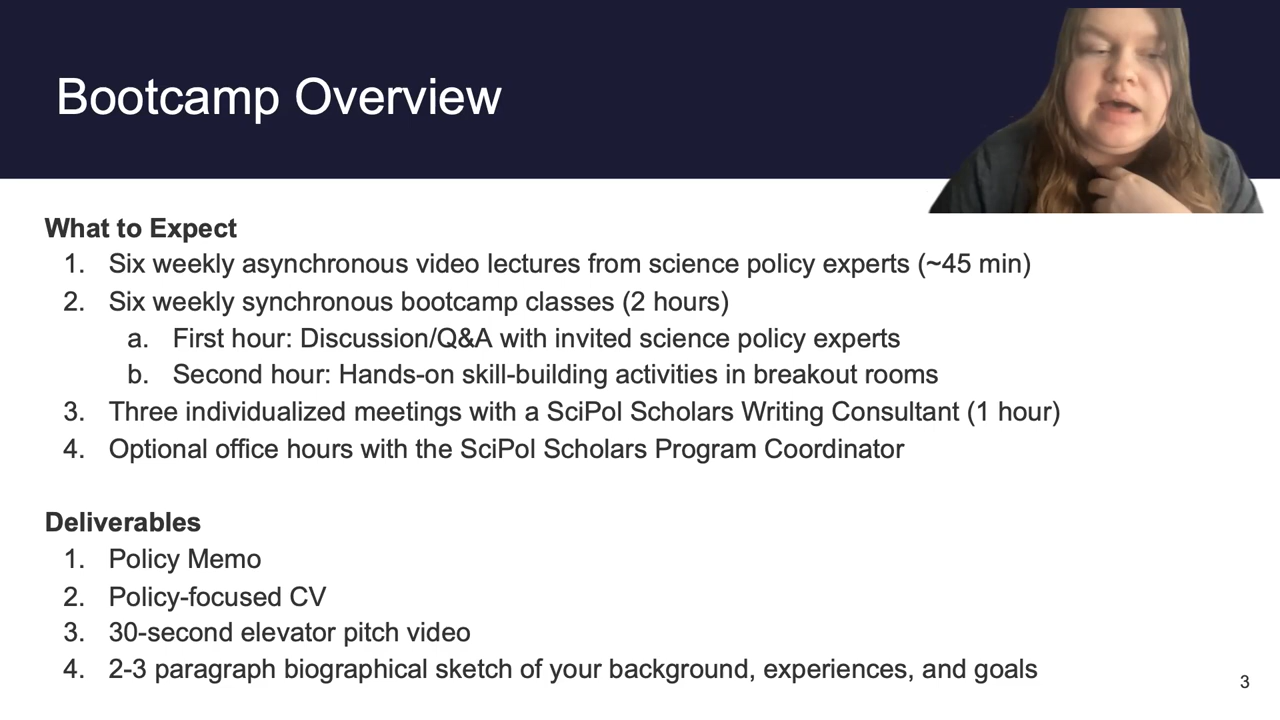 Bootcamp Overview
What to Expect
1. Six weekly asynchronous video lectures from science policy experts (~45 min)
2. Six weekly synchronous bootcamp classes (2 hours)
a. First hour: Discussion/Q&A with invited science policy experts
b. Second hour: Hands-on skill-building activities in breakout rooms
3. Three individualized meetings with a SciPol Scholars Writing Consultant (1 hour)
4. Optional office hours with the SciPol Scholars Program Coordinator
Deliverables
1. Policy Memo
2. Policy-focused CV
3. 30-second elevator pitch video
4. 2-3 paragraph biographical sketch of your background, experiences, and goals
3